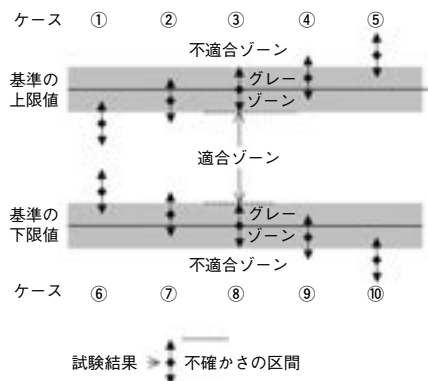 ケース ① ② ③ ④ ⑤
不適合ゾーン
基準の
上限値
グレー
ゾーン
適合ゾーン
基準の
下限値
グレー
ゾーン
不適合ゾーン
ケース ⑥ ⑦ ⑧ ⑨ ⑩
試験結果 不確かさの区間